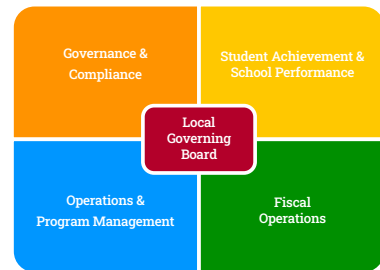 Governance &
Compliance
Student Achievement &
School Performance
Local
Governing
Board
Operations &
Program Management
Fiscal
Operations